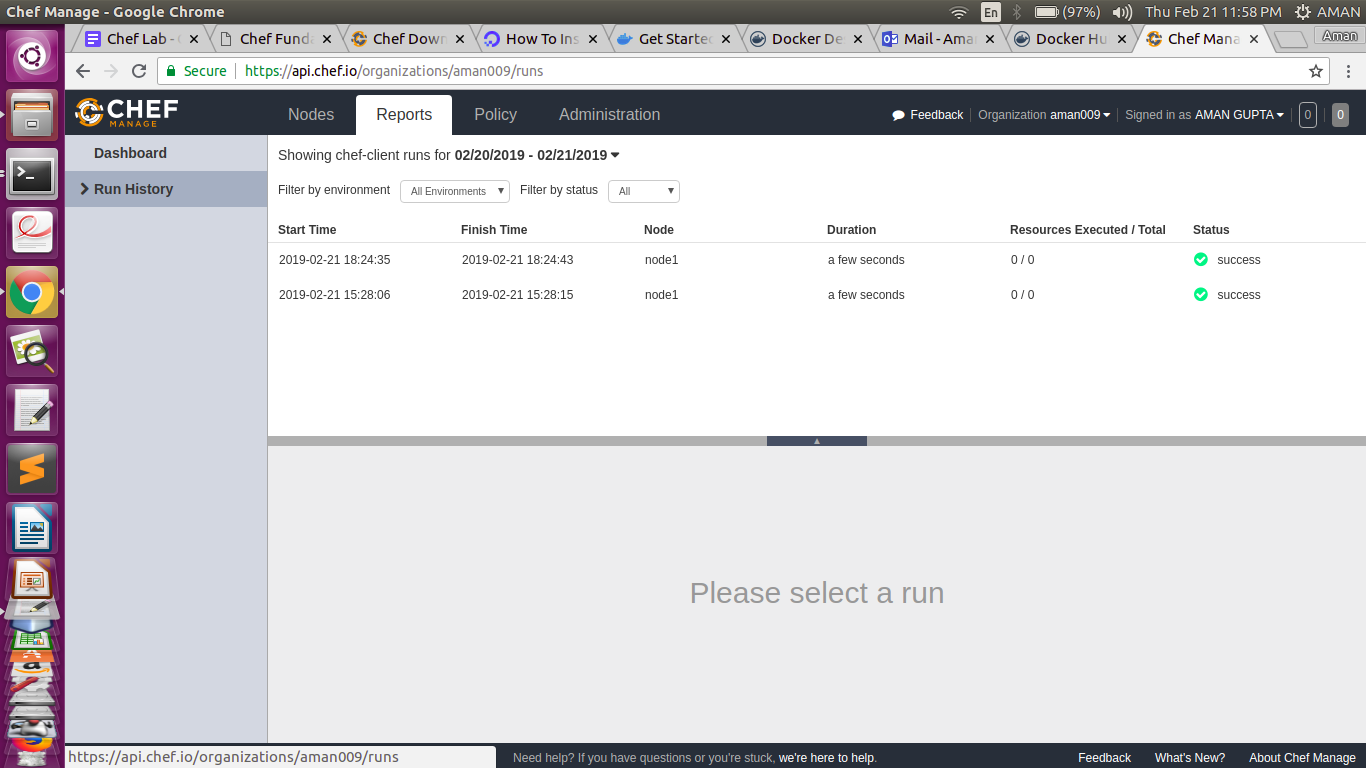 Chef Manage - Google Chrome
En (97%) Thu Feb 21 11:58 PM AMAN
Chef Lab - Chef Funda Chef Down How To Ins Get Started Docker De Mail - Aman Docker Hu Chef Mana Aman
Secure https://api.chef.io/organizations/aman009/runs
CHEF MANAGE Nodes Reports Policy Administration Feedback Organization aman009 Signed in as AMAN GUPTA 0 0
Dashboard
Run History
Showing chef-client runs for 02/20/2019 - 02/21/2019
Filter by environment All Environments Filter by status All
Start Time Finish Time Node Duration Resources Executed / Total Status
2019-02-21 18:24:35 2019-02-21 18:24:43 node1 a few seconds 0 / 0 success
2019-02-21 15:28:06 2019-02-21 15:28:15 node1 a few seconds 0 / 0 success
Please select a run
https://api.chef.io/organizations/aman009/runs Need help? If you have questions or you're stuck, we're here to help. Feedback What's New? About Chef Manage